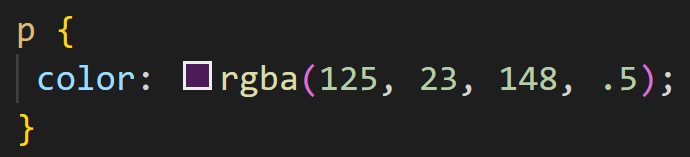 p {
color: rgba(125, 23, 148, .5);
}